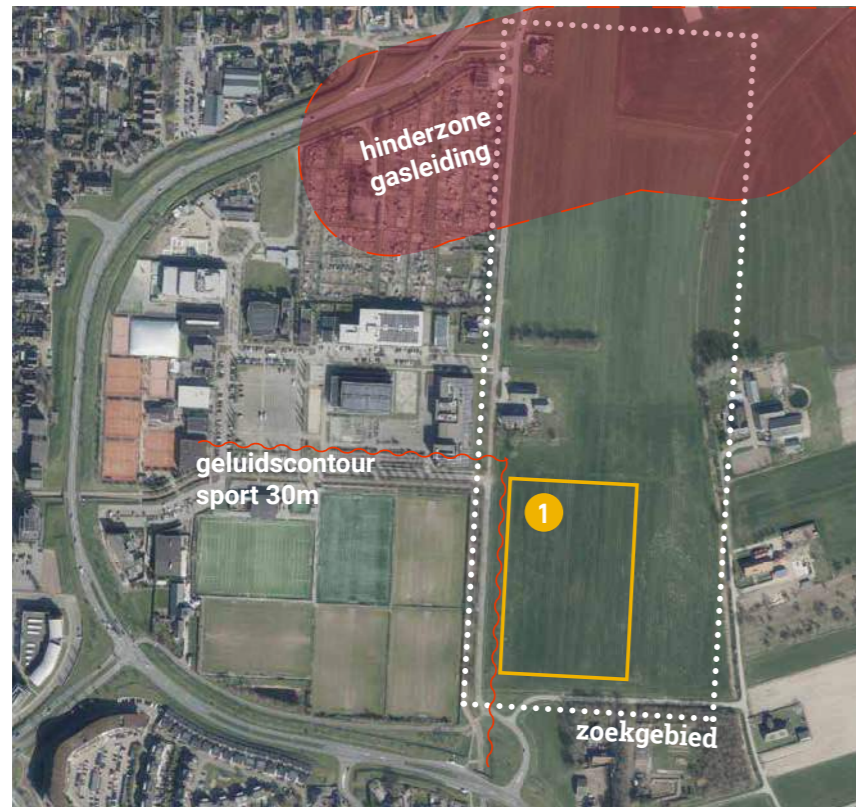 hinderzone
gasleiding
geluidscontour
sport 30m
1
zoekgebied